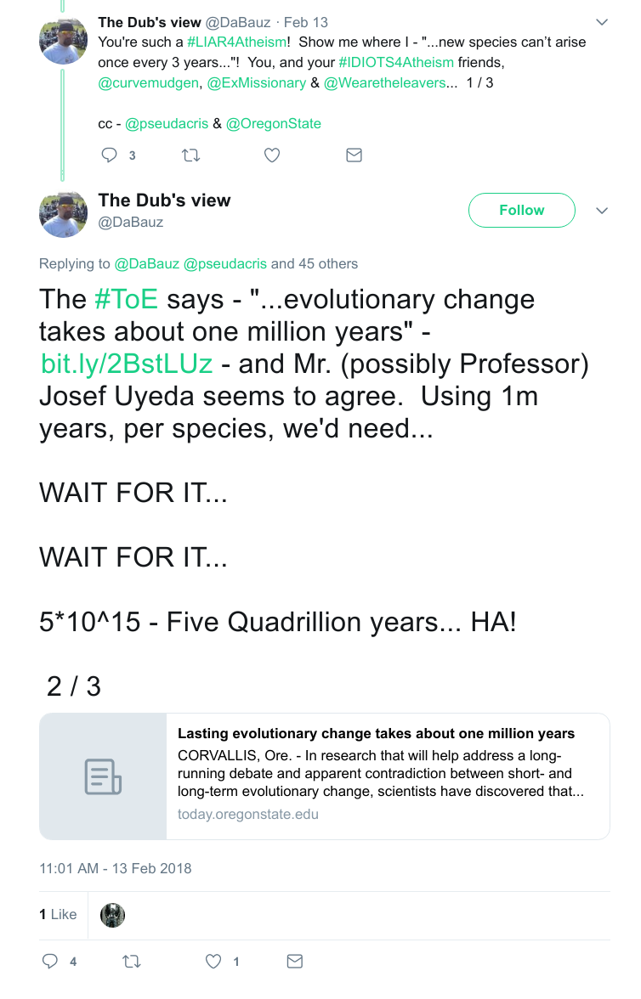 The Dub's view @DaBauz · Feb 13
You're such a #LIAR4Atheism!  Show me where I - "...new species can’t arise
once every 3 years..."!  You, and your #IDIOTS4Atheism friends,
@curvemudgen, @ExMissionary & @Wearetheleavers...  1 / 3
cc - @pseudacris & @OregonState
3
The Dub's view
@DaBauz
Follow
Replying to @DaBauz @pseudacris and 45 others
The #ToE says - "...evolutionary change
takes about one million years" -
bit.ly/2BstLUz - and Mr. (possibly Professor)
Josef Uyeda seems to agree.  Using 1m
years, per species, we'd need...
WAIT FOR IT...
WAIT FOR IT...
5*10^15 - Five Quadrillion years... HA!
2 / 3
Lasting evolutionary change takes about one million years
CORVALLIS, Ore. - In research that will help address a long-
running debate and apparent contradiction between short- and
long-term evolutionary change, scientists have discovered that...
today.oregonstate.edu
11:01 AM - 13 Feb 2018
1 Like
4 1